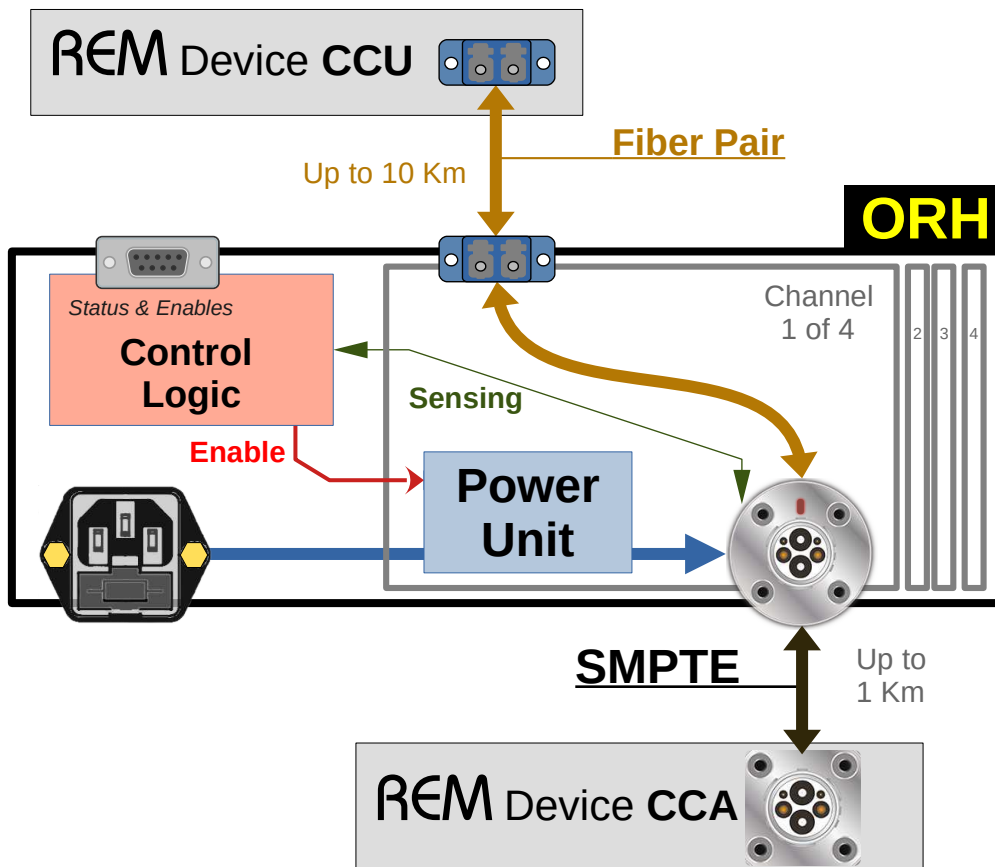 REM Device CCU
Fiber Pair
Up to 10 Km
ORH
Status & Enables
Control
Logic
Channel
1 of 4
2
3
4
Sensing
Enable
Power
Unit
SMPTE
Up to
1 Km
REM Device CCA